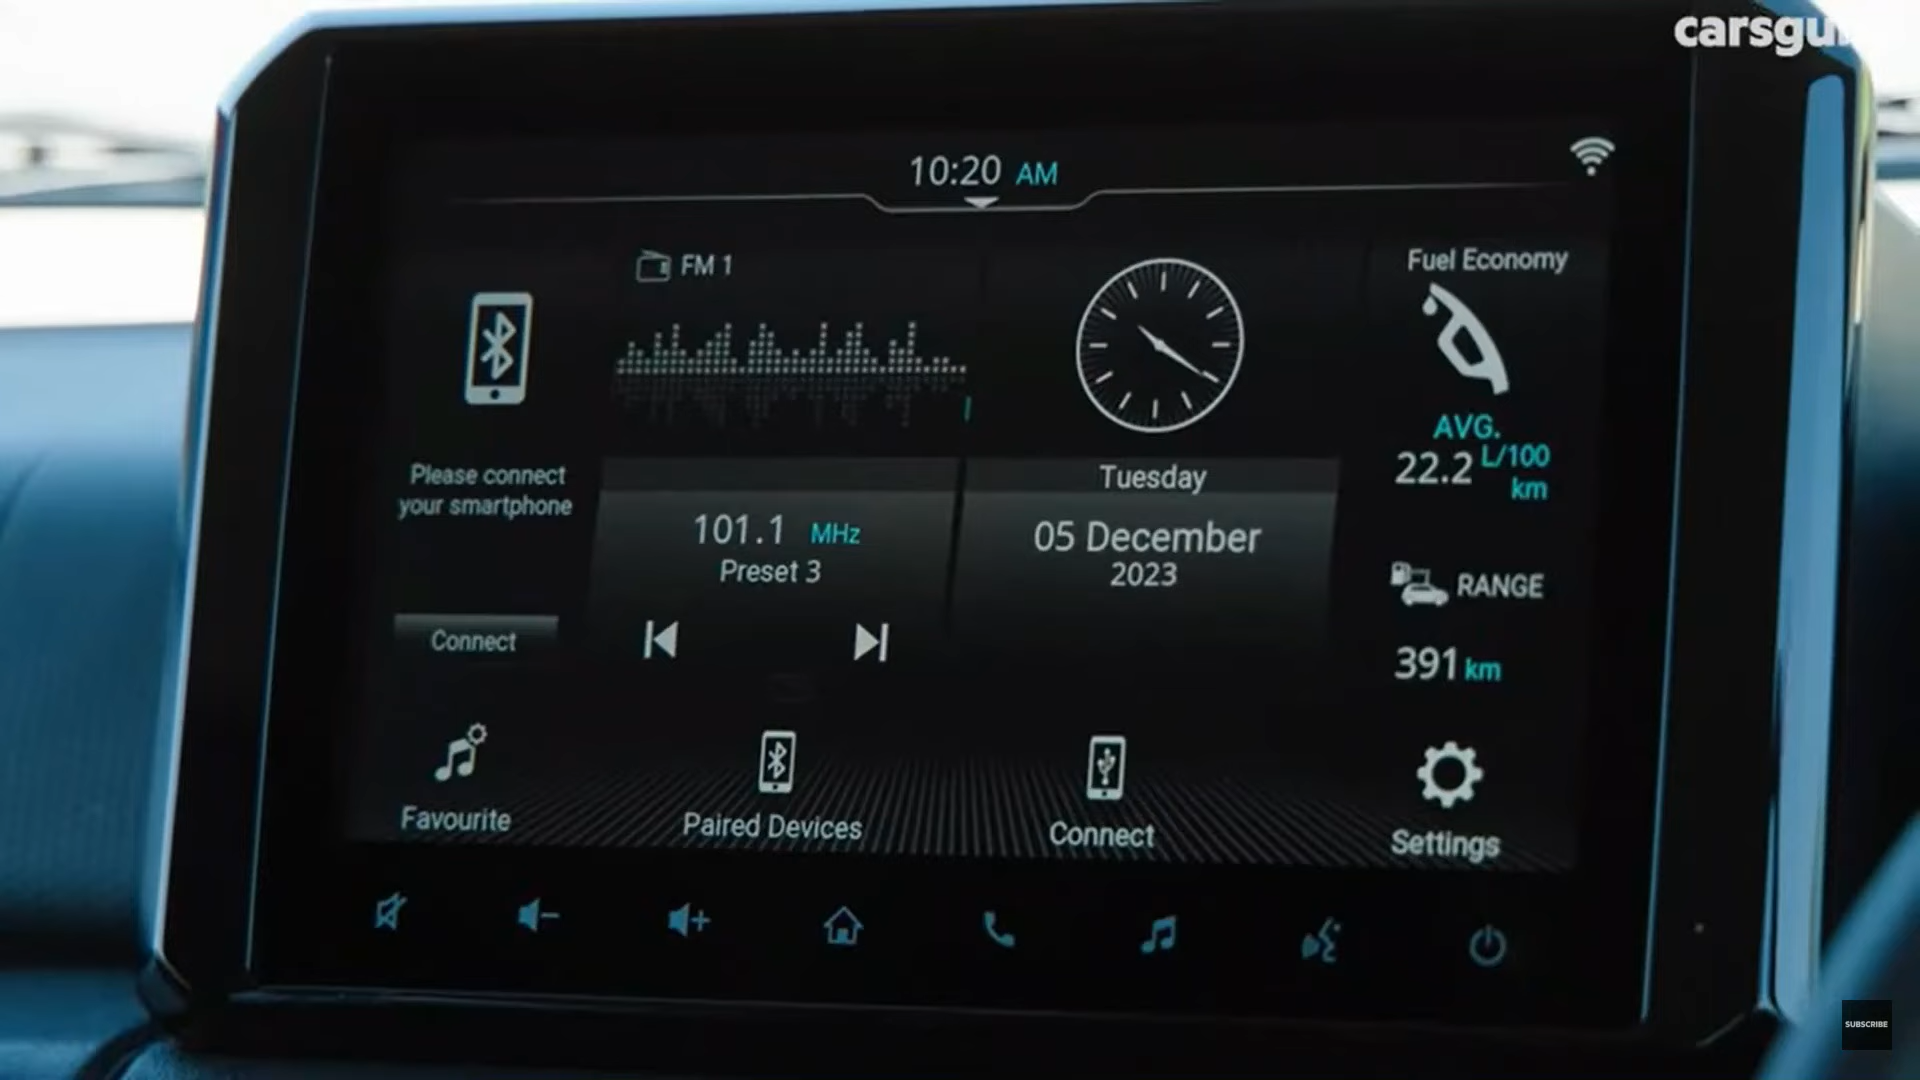 carsgu
10:20 AM
FM 1
Fuel Economy
Please connect
your smartphone
101.1 MHz
Preset 3
Connect
Tuesday
05 December
2023
AVG.
22.2 L/100
km
RANGE
391 km
Favourite
Paired Devices
Connect
Settings
SUBSCRIBE